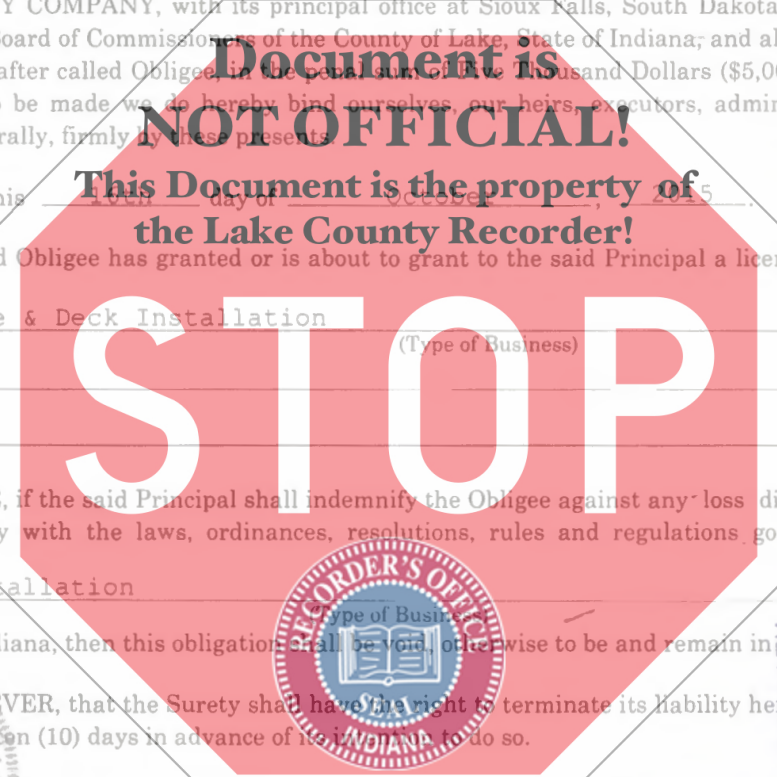 Y COMPANY, with its principal office at Sioux Falls, South Dakota
Board of Commissioners of the County of Lake, State of Indiana, and al
Document is
after called Obligee, in the penal sum of Five Thousand Dollars ($5,00
be made we do hereby bind ourselves, our heirs, executors, admin
NOT OFFICIAL!
rally, firmly by these presents.
This Document is the property of
his 10th day of October, 2015.
the Lake County Recorder!
d Obligee has granted or is about to grant to the said Principal a licen
e & Deck Installation
(Type of Business)
STOP
, if the said Principal shall indemnify the Obligee against any loss di
y with the laws, ordinances, resolutions, rules and regulations go
RECORDER'S OFFICE
allation
(Type of Business)
diana, then this obligation shall be void, otherwise to be and remain in
VER, that the Surety shall have the right to terminate its liability he
SEAL
INDIANA
en (10) days in advance of its intention to do so.